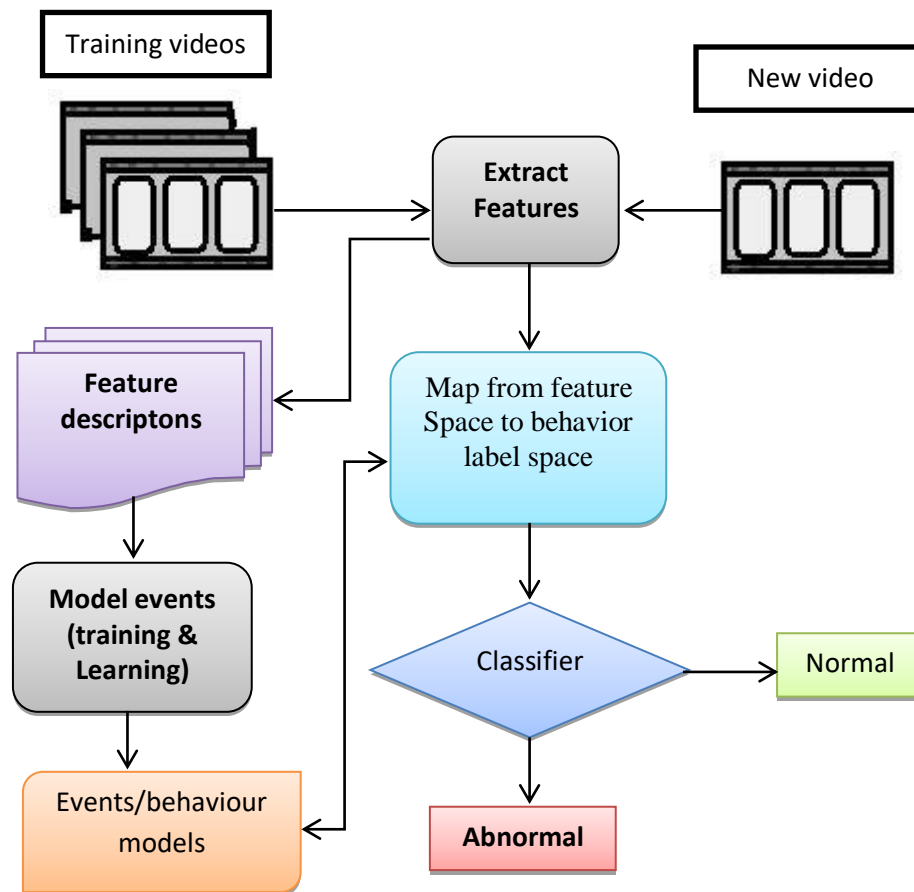 Training videos
New video
Extract
Features
Feature
descriptons
Map from feature
Space to behavior
label space
Model events
(training &
Learning)
Classifier
Normal
Events/behaviour
models
Abnormal